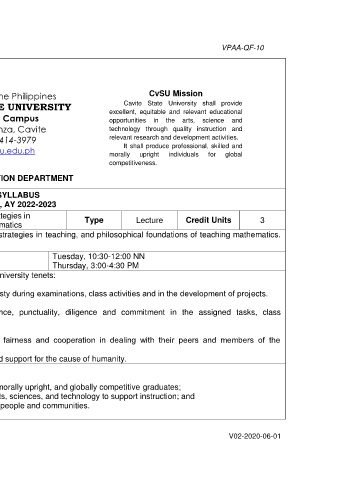 VPAA-QF-10
ne Philippines
E UNIVERSITY
Campus
nza, Cavite
414-3979
u.edu.ph
CvSU Mission
Cavite State University shall provide
excellent, equitable and relevant educational
opportunities in the arts, science and
technology through quality instruction and
relevant research and development activities.
It shall produce professional, skilled and
morally upright individuals for global
competitiveness.
TION DEPARTMENT
SYLLABUS
, AY 2022-2023
tegies in
matics
Type
Lecture
Credit Units
3
strategies in teaching, and philosophical foundations of teaching mathematics.
Tuesday, 10:30-12:00 NN
Thursday, 3:00-4:30 PM
niversity tenets:
sty during examinations, class activities and in the development of projects.
nce, punctuality, diligence and commitment in the assigned tasks, class
fairness and cooperation in dealing with their peers and members of the
d support for the cause of humanity.
morally upright, and globally competitive graduates;
ts, sciences, and technology to support instruction; and
people and communities.
V02-2020-06-01